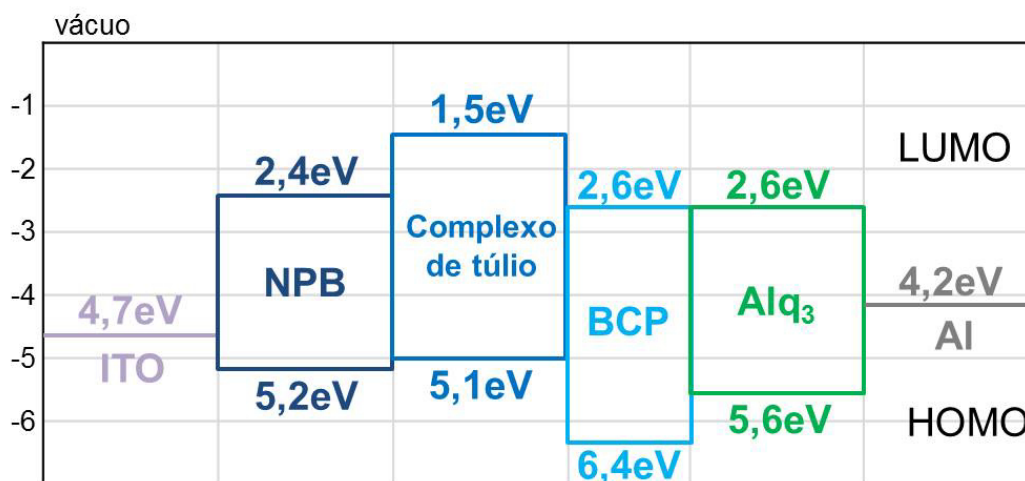 vácuo
-1
-2
-3
-4
-5
-6
4,7eV
ITO
2,4eV
NPB
5,2eV
1,5eV
Complexo
de túlio
5,1eV
2,6eV
BCP
6,4eV
2,6eV
Alq₃
5,6eV
LUMO
4,2eV
Al
HOMO